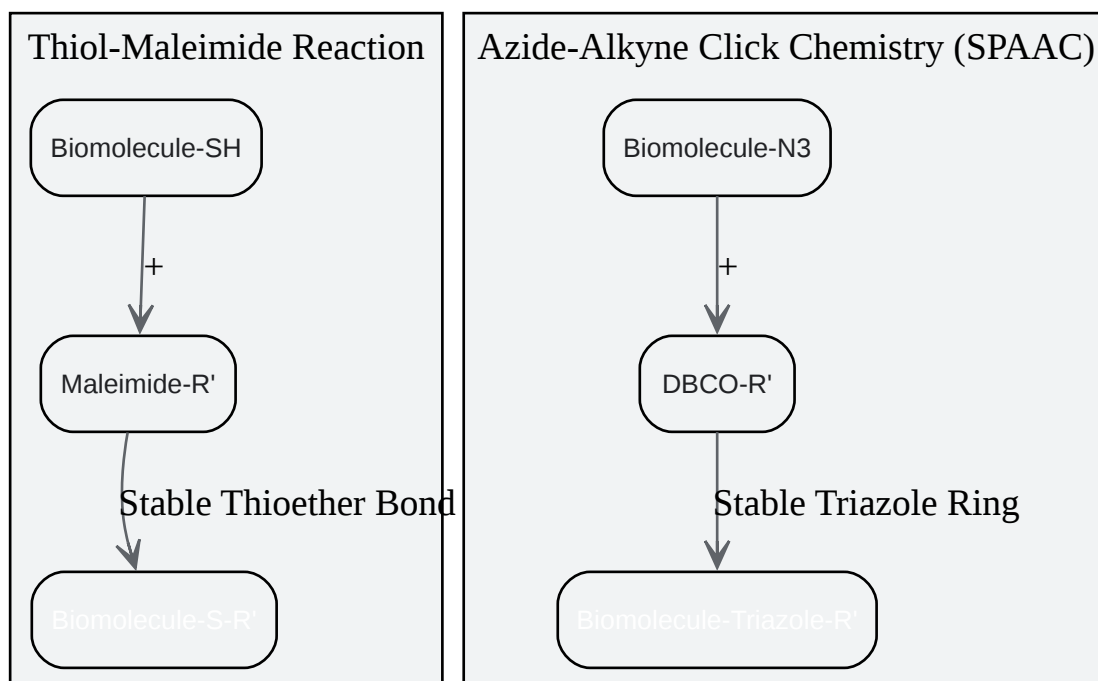 Thiol-Maleimide Reaction
Biomolecule-SH
+
Maleimide-R'
Stable Thioether Bond
Biomolecule-S-R'
Azide-Alkyne Click Chemistry (SPAAC)
Biomolecule-N3
+
DBCO-R'
Stable Triazole Ring
Biomolecule-Triazole-R'